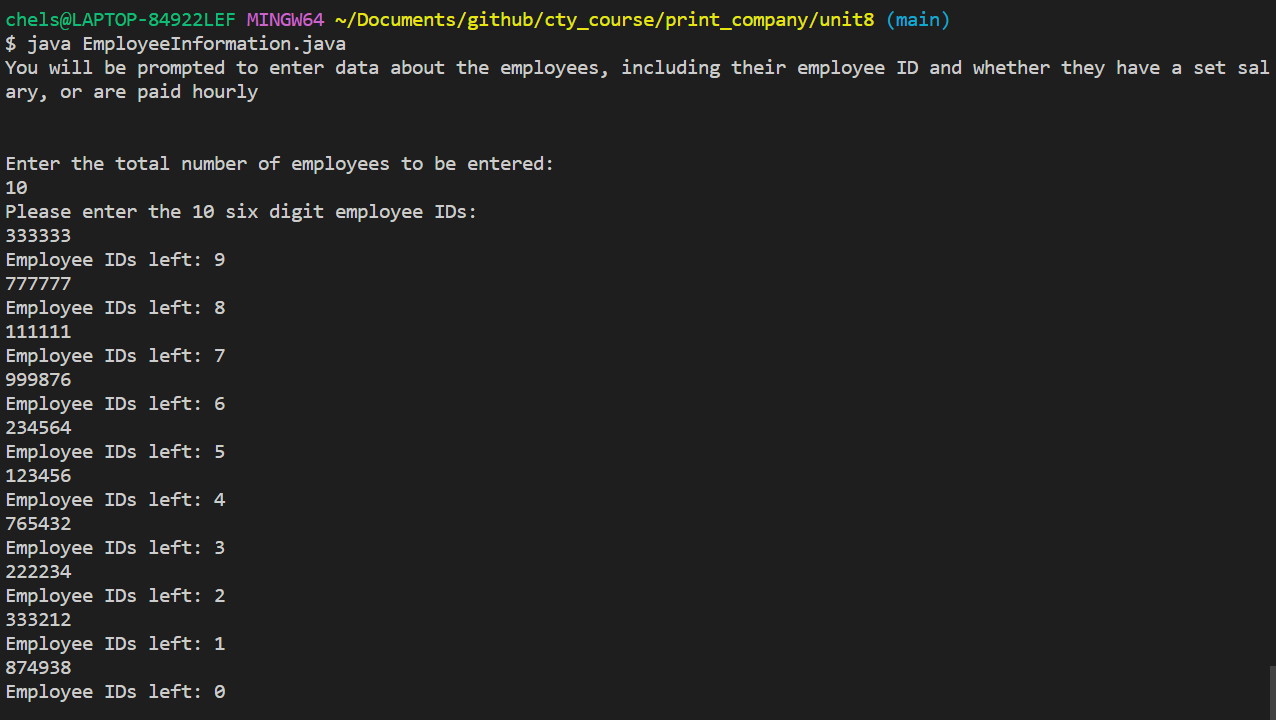 chels@LAPTOP-84922LEF MINGW64 ~/Documents/github/cty_course/print_company/unit8 (main)
$ java EmployeeInformation.java
You will be prompted to enter data about the employees, including their employee ID and whether they have a set sal
ary, or are paid hourly
Enter the total number of employees to be entered:
10
Please enter the 10 six digit employee IDs:
333333
Employee IDs left: 9
777777
Employee IDs left: 8
111111
Employee IDs left: 7
999876
Employee IDs left: 6
234564
Employee IDs left: 5
123456
Employee IDs left: 4
765432
Employee IDs left: 3
222234
Employee IDs left: 2
333212
Employee IDs left: 1
874938
Employee IDs left: 0